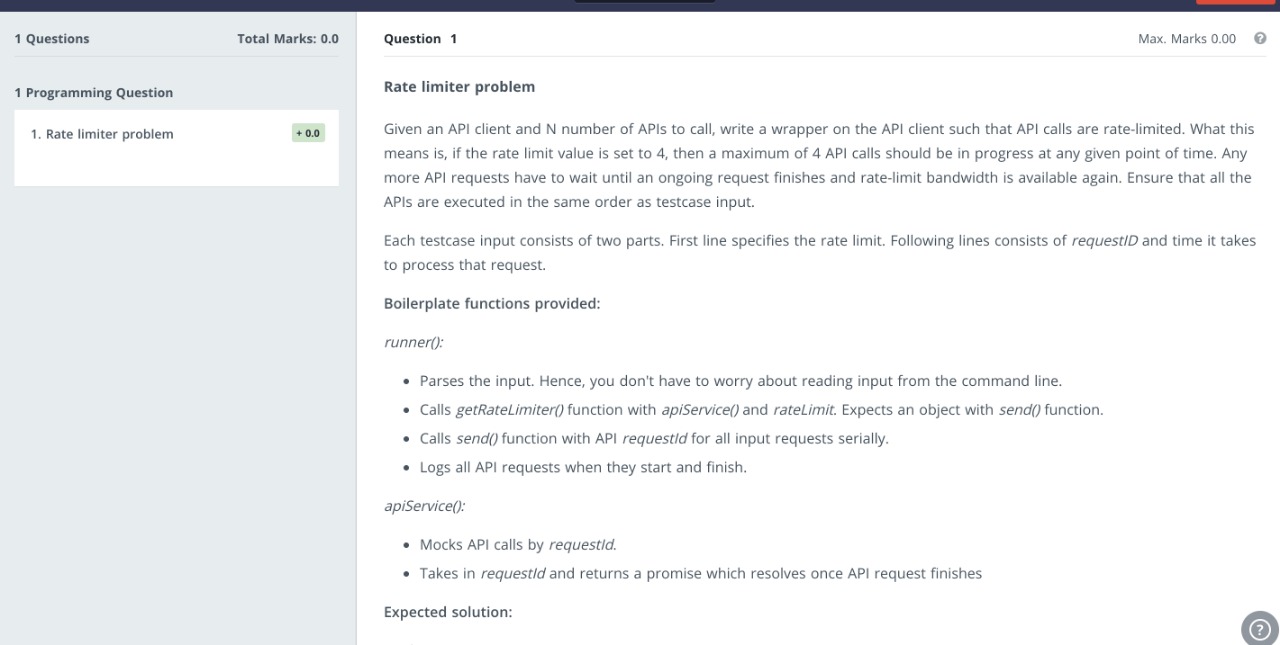 1 Questions
Total Marks: 0.0
1 Programming Question
1. Rate limiter problem
+ 0.0
Question 1
Max. Marks 0.00
?
Rate limiter problem
Given an API client and N number of APIs to call, write a wrapper on the API client such that API calls are rate-limited. What this
means is, if the rate limit value is set to 4, then a maximum of 4 API calls should be in progress at any given point of time. Any
more API requests have to wait until an ongoing request finishes and rate-limit bandwidth is available again. Ensure that all the
APIs are executed in the same order as testcase input.
Each testcase input consists of two parts. First line specifies the rate limit. Following lines consists of requestID and time it takes
to process that request.
Boilerplate functions provided:
runner():
• Parses the input. Hence, you don't have to worry about reading input from the command line.
• Calls getRateLimiter() function with apiService() and rateLimit. Expects an object with send() function.
• Calls send() function with API requestId for all input requests serially.
• Logs all API requests when they start and finish.
apiService():
• Mocks API calls by requestId.
• Takes in requestId and returns a promise which resolves once API request finishes
Expected solution:
?